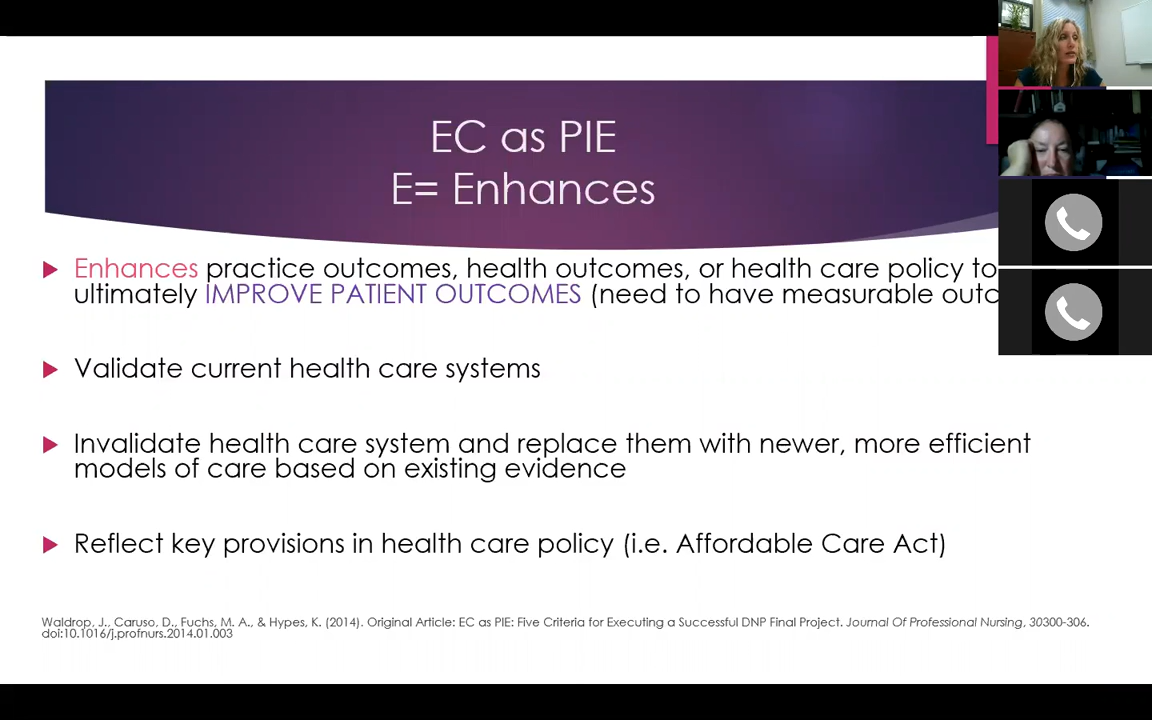 EC as PIE
E= Enhances
Enhances practice outcomes, health outcomes, or health care policy to
ultimately IMPROVE PATIENT OUTCOMES (need to have measurable
Validate current health care systems
Invalidate health care system and replace them with newer, more efficient
models of care based on existing evidence
Reflect key provisions in health care policy (i.e. Affordable Care Act)
Waldrop, J., Caruso, D., Fuchs, M. A., & Hypes, K. (2014). Original Article: EC as PIE: Five Criteria for Executing a Successful DNP Final Project. Journal Of Professional Nursing, 30300-306.
doi:10.1016/j.profnurs.2014.01.003